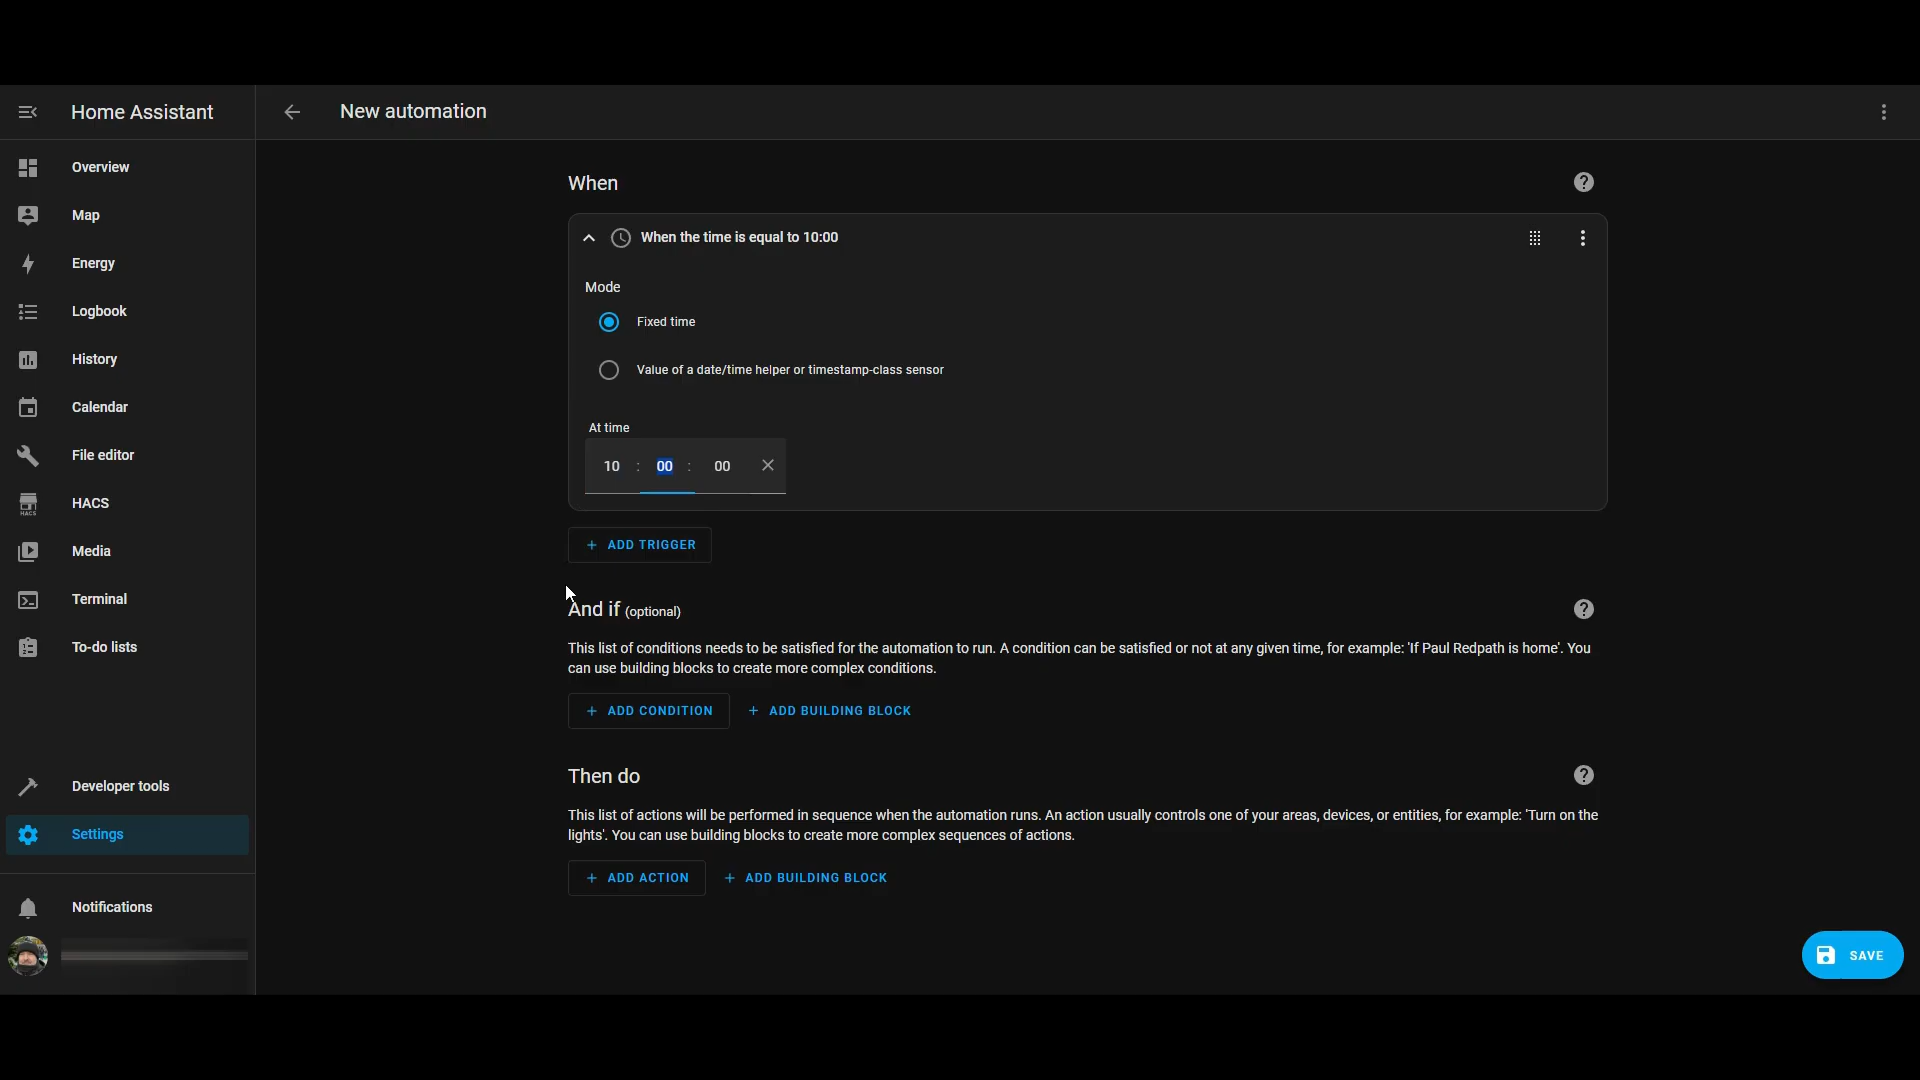 Home Assistant
New automation
Overview
Map
Energy
Logbook
History
Calendar
File editor
HACS
HACS
Media
Terminal
To-do lists
Developer tools
Settings
Notifications
When
When the time is equal to 10:00
Mode
Fixed time
Value of a date/time helper or timestamp-class sensor
At time
10 : 00 : 00
ADD TRIGGER
And if (optional)
This list of conditions needs to be satisfied for the automation to run. A condition can be satisfied or not at any given time, for example: 'If Paul Redpath is home'. You
can use building blocks to create more complex conditions.
ADD CONDITION ADD BUILDING BLOCK
Then do
This list of actions will be performed in sequence when the automation runs. An action usually controls one of your areas, devices, or entities, for example: 'Turn on the
lights'. You can use building blocks to create more complex sequences of actions.
ADD ACTION ADD BUILDING BLOCK
SAVE